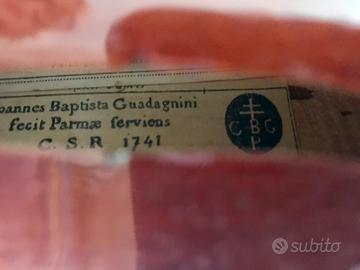 oannes Baptista Guadagnini
fecit Parmæ serviens
C. S. R 1741
C B C
P
subito